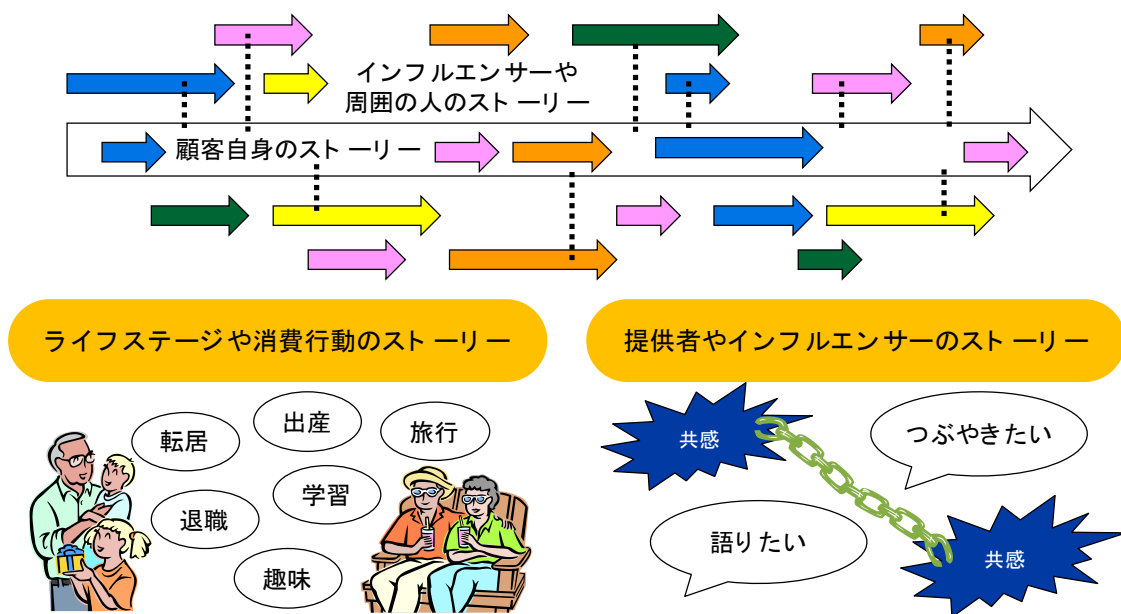 インフルエンサーや
周囲の人のストーリー
顧客自身のストーリー
ライフステージや消費行動のストーリー
提供者やインフルエンサーのストーリー
転居
出産
旅行
学習
退職
趣味
共感
つぶやきたい
語りたい
共感